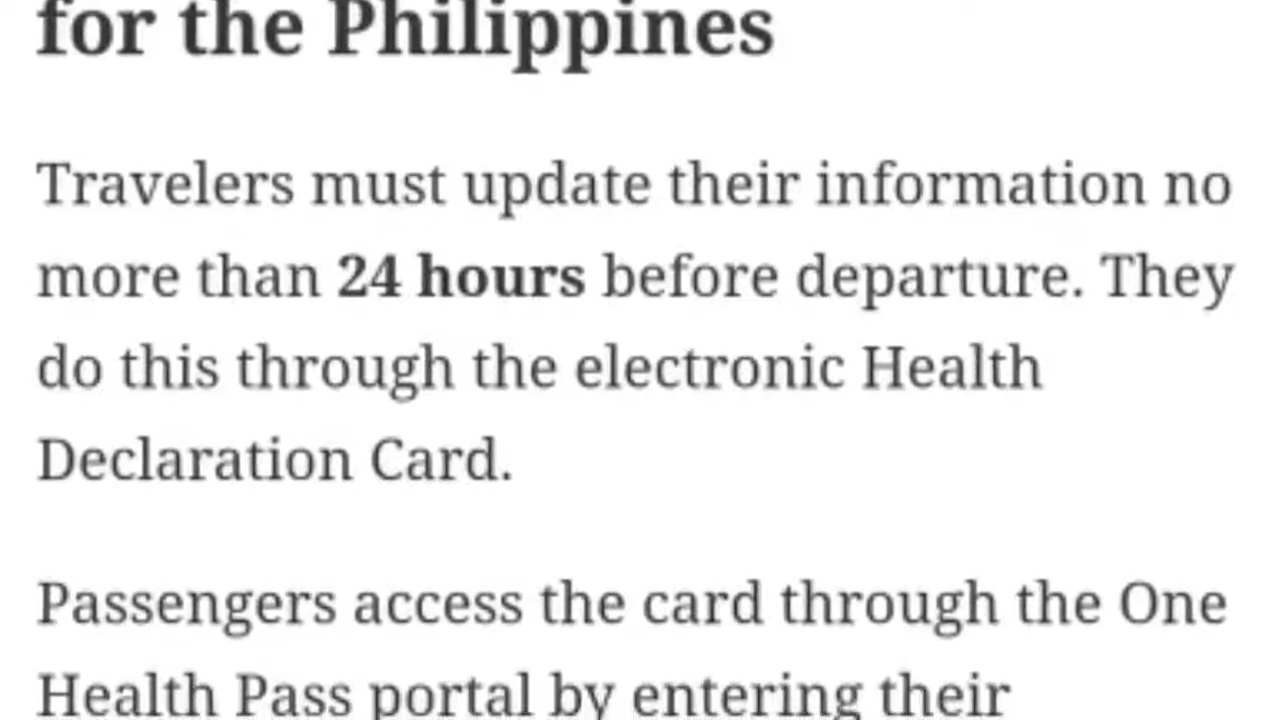 for the Philippines
Travelers must update their information no
more than 24 hours before departure. They
do this through the electronic Health
Declaration Card.
Passengers access the card through the One
Health Pass portal by entering their